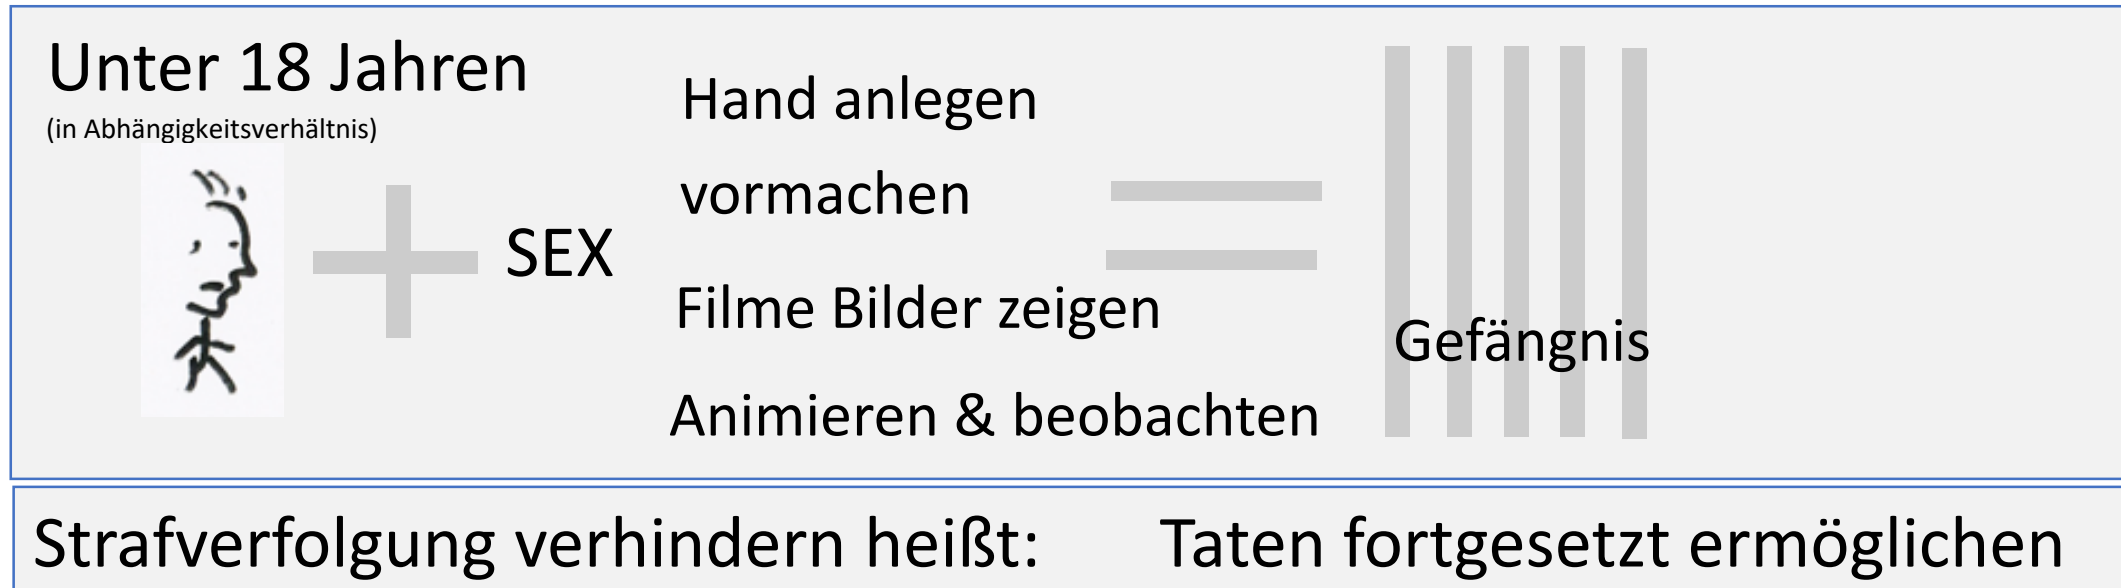 Unter 18 Jahren
(in Abhängigkeitsverhältnis)
SEX
Hand anlegen
vormachen
Filme Bilder zeigen
Animieren & beobachten
Gefängnis
Strafverfolgung verhindern heißt: Taten fortgesetzt ermöglichen